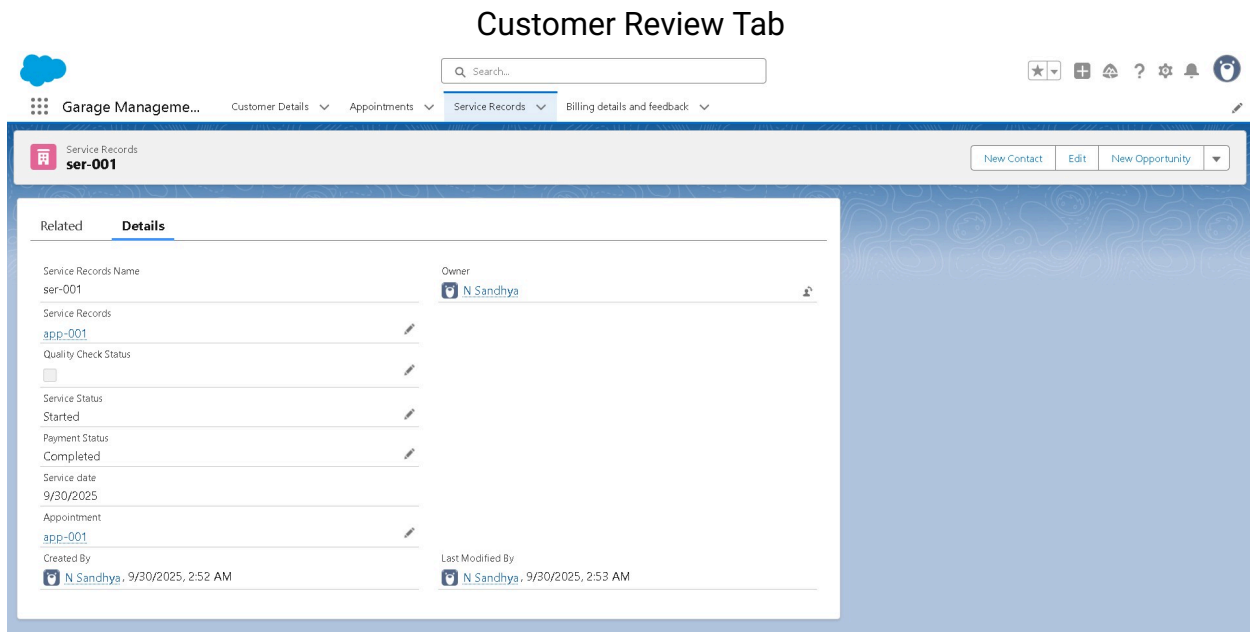 Customer Review Tab
Search...
Garage Manageme... Customer Details Appointments Service Records Billing details and feedback
Service Records
ser-001
New Contact Edit New Opportunity
Related Details
Service Records Name Owner
ser-001 N Sandhya
Service Records
app-001
Quality Check Status
Service Status
Started
Payment Status
Completed
Service date
9/30/2025
Appointment
app-001
Created By Last Modified By
N Sandhya, 9/30/2025, 2:52 AM N Sandhya, 9/30/2025, 2:53 AM